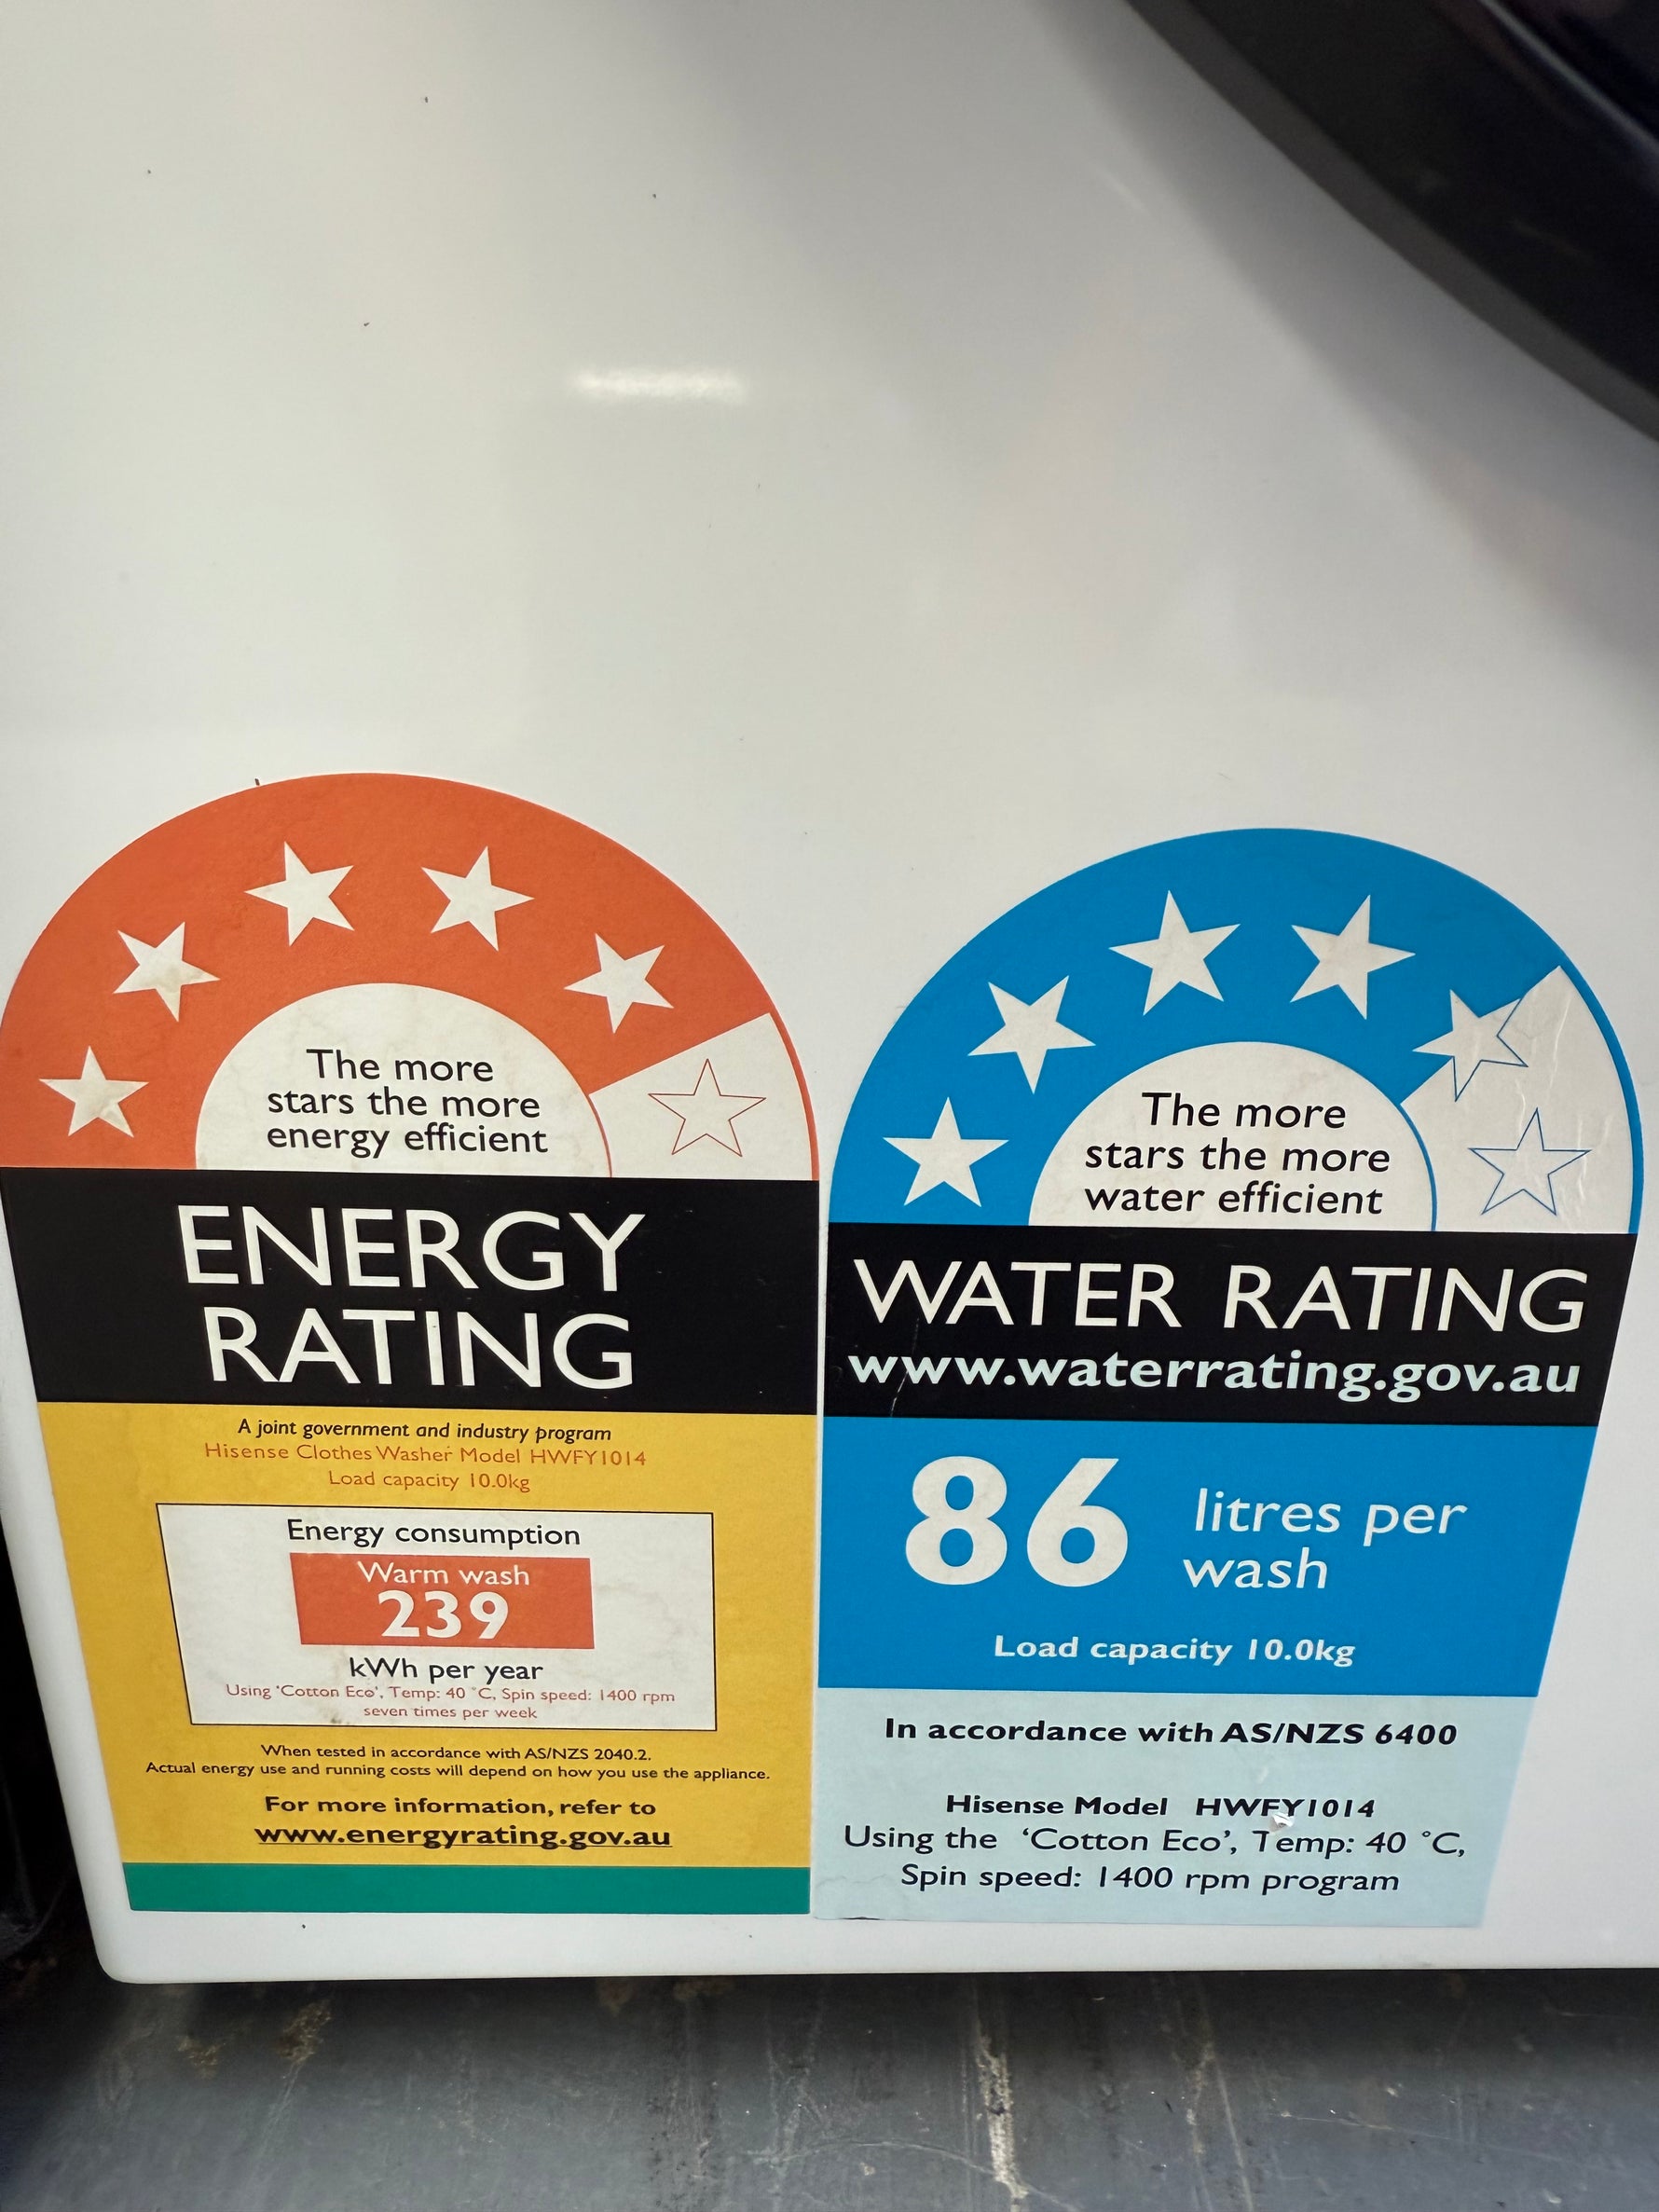 The more
stars the more
energy efficient
ENERGY
RATING
A joint government and industry program
Hisense Clothes Washer Model HWFY1014
Load capacity 10.0kg
Energy consumption
Warm wash
239
kWh per year
Using 'Cotton Eco', Temp: 40 °C, Spin speed: 1400 rpm
seven times per week
When tested in accordance with AS/NZS 2040.2.
Actual energy use and running costs will depend on how you use the appliance.
For more information, refer to
www.energyrating.gov.au
The more
stars the more
water efficient
WATER RATING
www.waterrating.gov.au
86 litres per
wash
Load capacity 10.0kg
In accordance with AS/NZS 6400
Hisense Model HWFY1014
Using the 'Cotton Eco', Temp: 40 °C,
Spin speed: 1400 rpm program